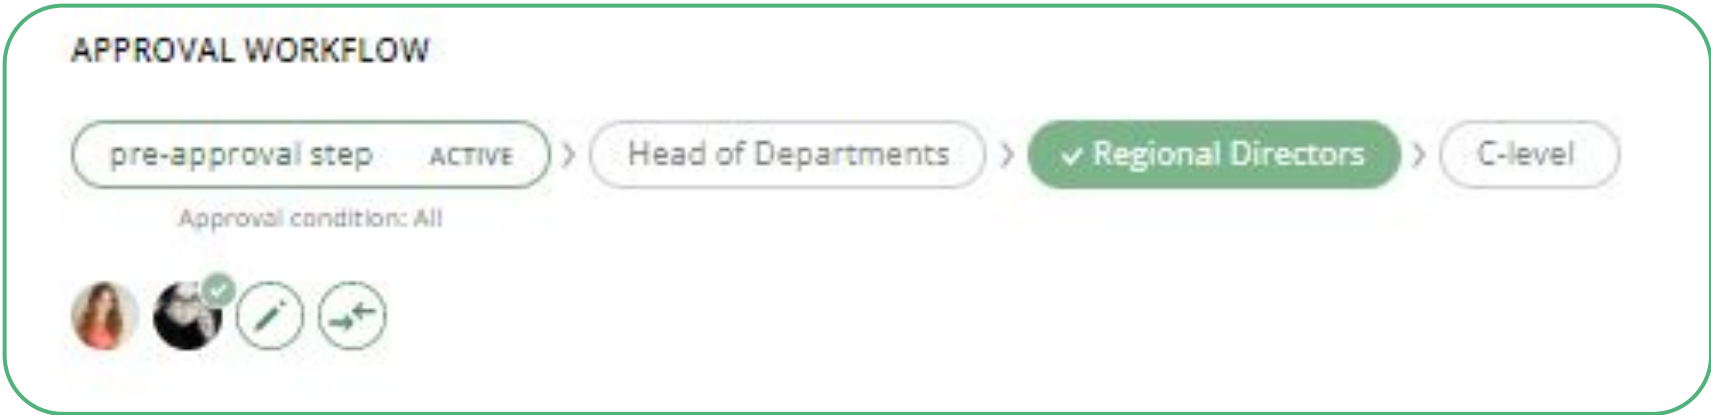 APPROVAL WORKFLOW
pre-approval step ACTIVE > Head of Departments > ✓ Regional Directors > C-level
Approval condition: All